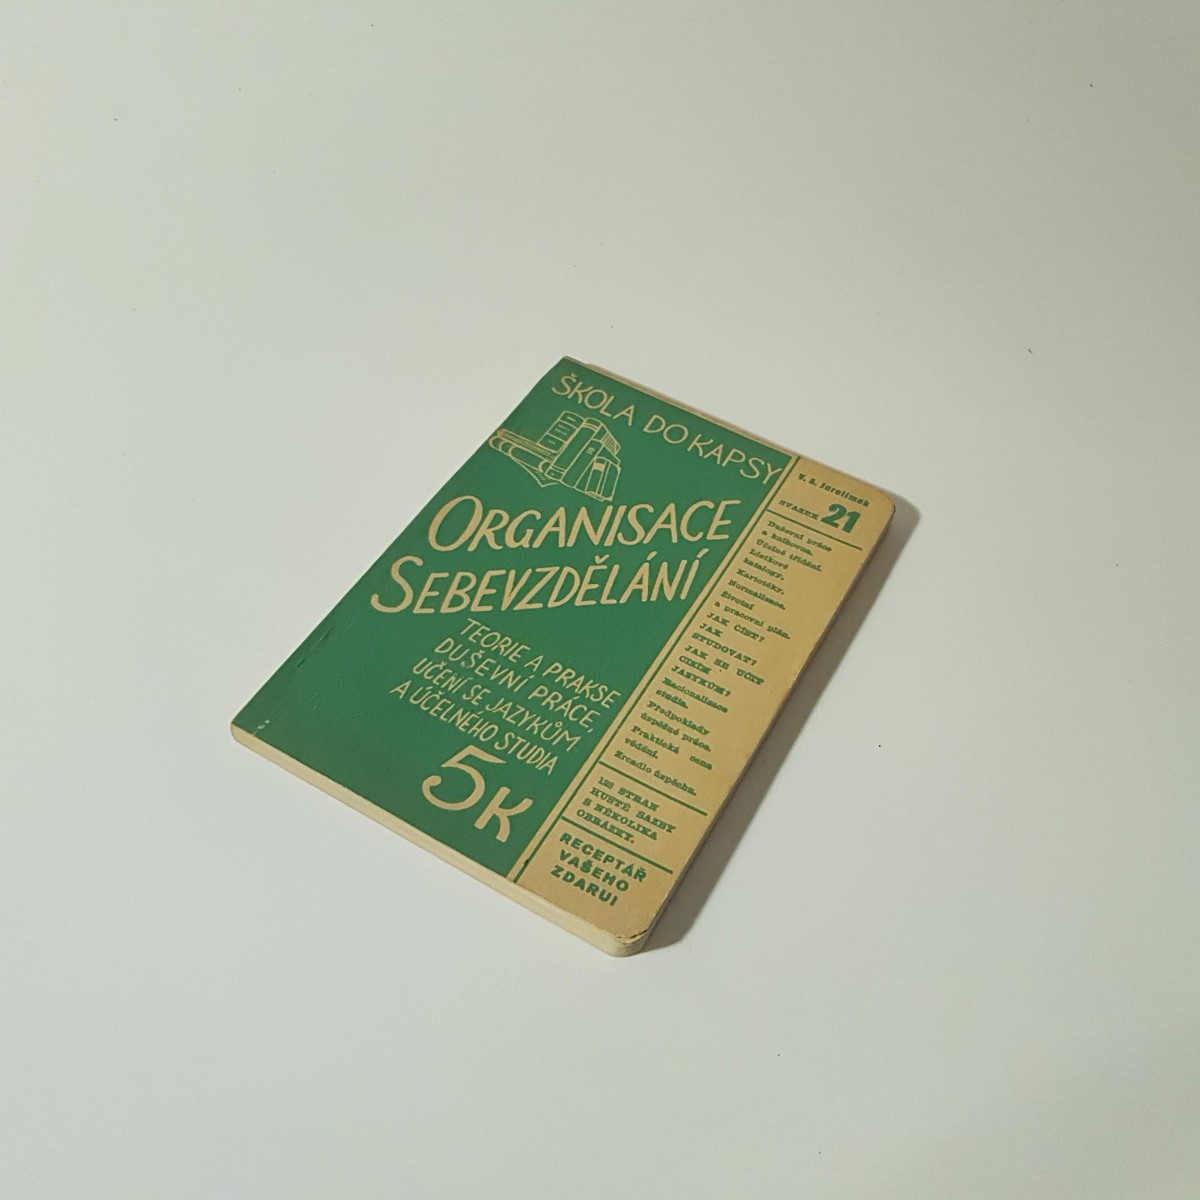 ŠKOLA DO KAPSY
ORGANISACE
SEBEVZDĚLÁNÍ
TEORIE A PRAKSE
DUŠEVNÍ PRÁCE,
UČENÍ SE JAZYKŮM
A ÚČELNÉHO STUDIA
5K
V. A. Jarolímek
SVAZEK 21
Duševní práce
a knihovna.
Účelné třídění.
Lístkové
katalogy.
Kartotéky.
Normalisace.
Životní
a pracovní plán.
JAK ČÍST?
JAK
STUDOVAT?
JAK SE UČIT
CIZÍM
JAZYKŮM?
Racionalisace
studia.
Předpoklady
úspěšné práce.
Praktická cena
vědění.
Zrcadlo úspěchu.
128 STRAN
HUSTÉ SAZBY
S NĚKOLIKA
OBRÁZKY.
RECEPTÁŘ
VAŠEHO
ZDARU!